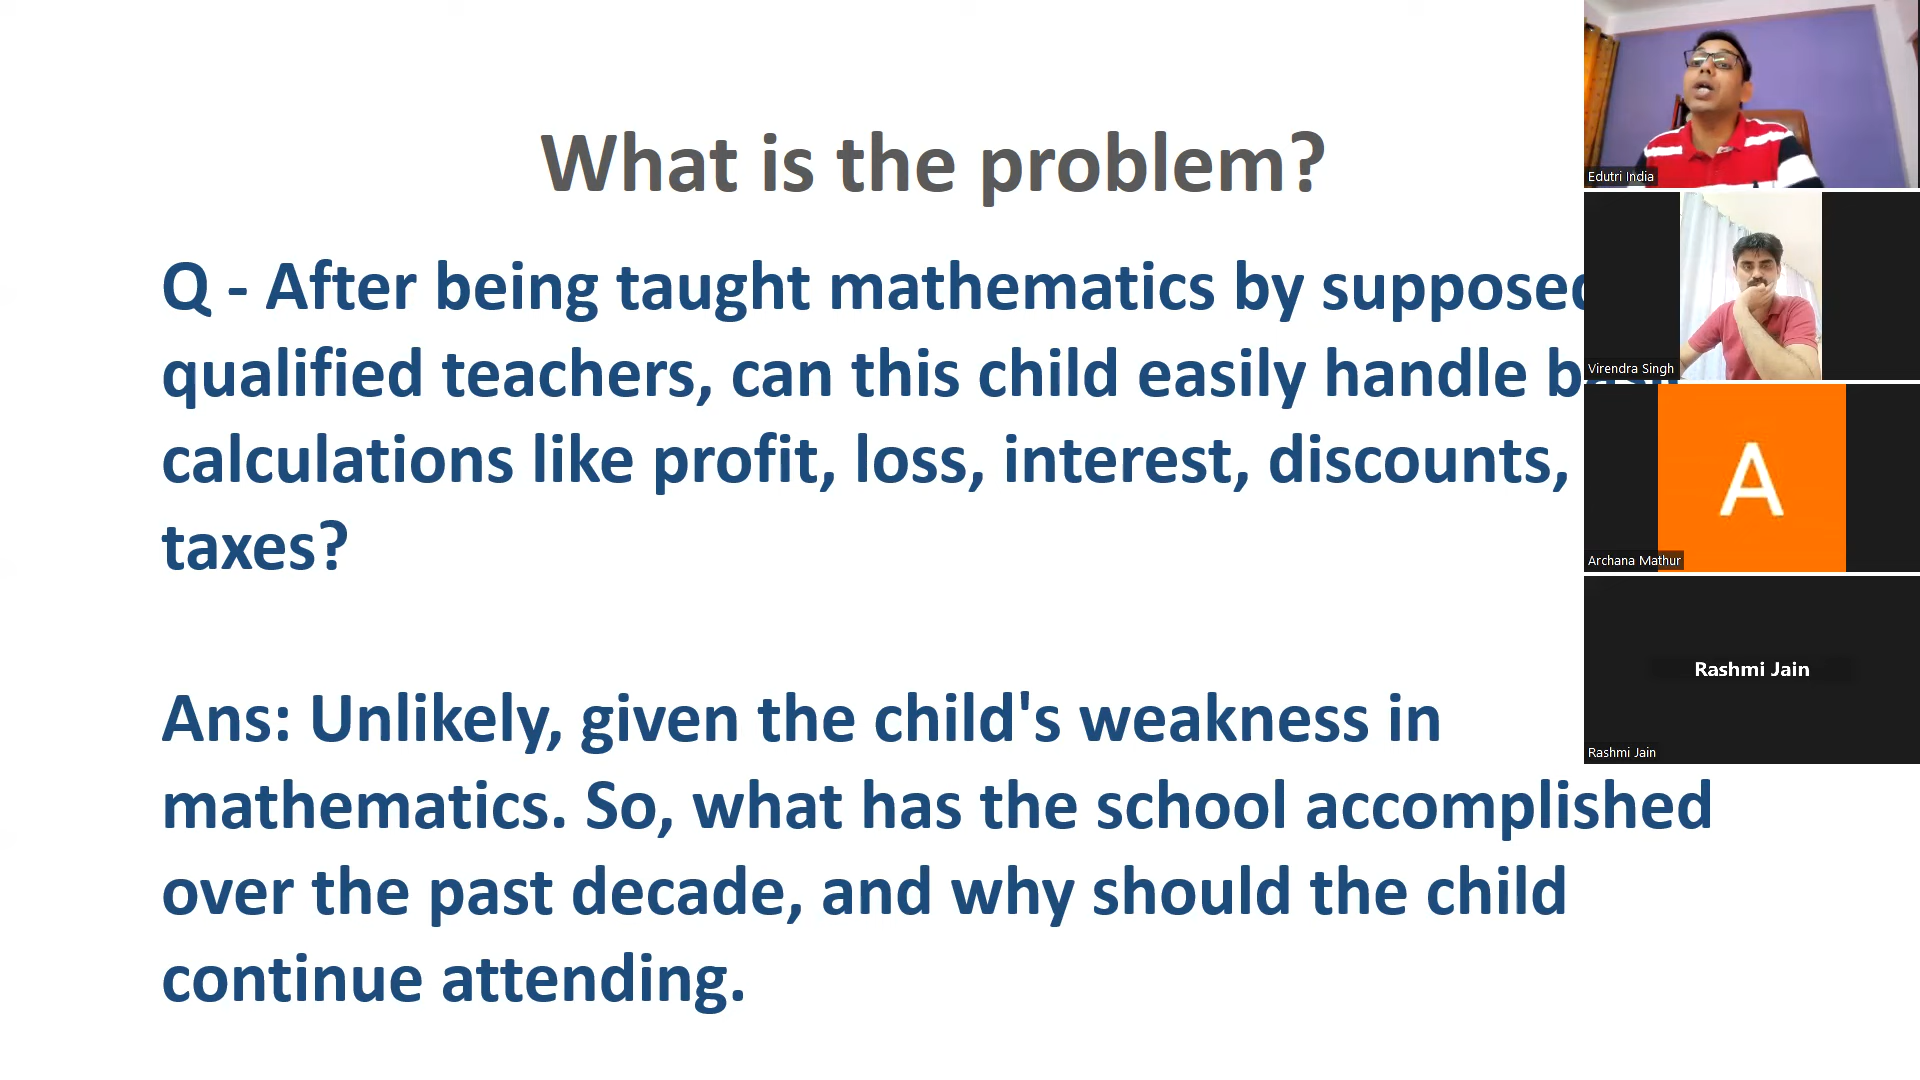 What is the problem?
Q - After being taught mathematics by supposed
qualified teachers, can this child easily handle
calculations like profit, loss, interest, discounts,
taxes?
Ans: Unlikely, given the child's weakness in
mathematics. So, what has the school accomplished
over the past decade, and why should the child
continue attending.
Edutri India
Virendra Singh
A
Archana Mathur
Rashmi Jain
Rashmi Jain